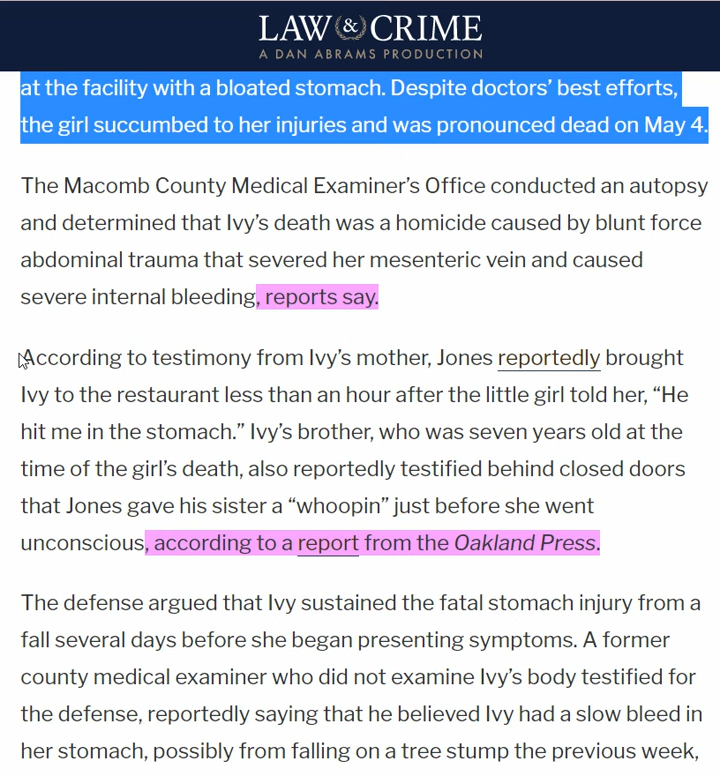 LAW & CRIME
A DAN ABRAMS PRODUCTION
at the facility with a bloated stomach. Despite doctors’ best efforts,
the girl succumbed to her injuries and was pronounced dead on May 4.
The Macomb County Medical Examiner’s Office conducted an autopsy
and determined that Ivy’s death was a homicide caused by blunt force
abdominal trauma that severed her mesenteric vein and caused
severe internal bleeding, reports say.
According to testimony from Ivy’s mother, Jones reportedly brought
Ivy to the restaurant less than an hour after the little girl told her, “He
hit me in the stomach.” Ivy’s brother, who was seven years old at the
time of the girl’s death, also reportedly testified behind closed doors
that Jones gave his sister a “whoopin” just before she went
unconscious, according to a report from the Oakland Press.
The defense argued that Ivy sustained the fatal stomach injury from a
fall several days before she began presenting symptoms. A former
county medical examiner who did not examine Ivy’s body testified for
the defense, reportedly saying that he believed Ivy had a slow bleed in
her stomach, possibly from falling on a tree stump the previous week,